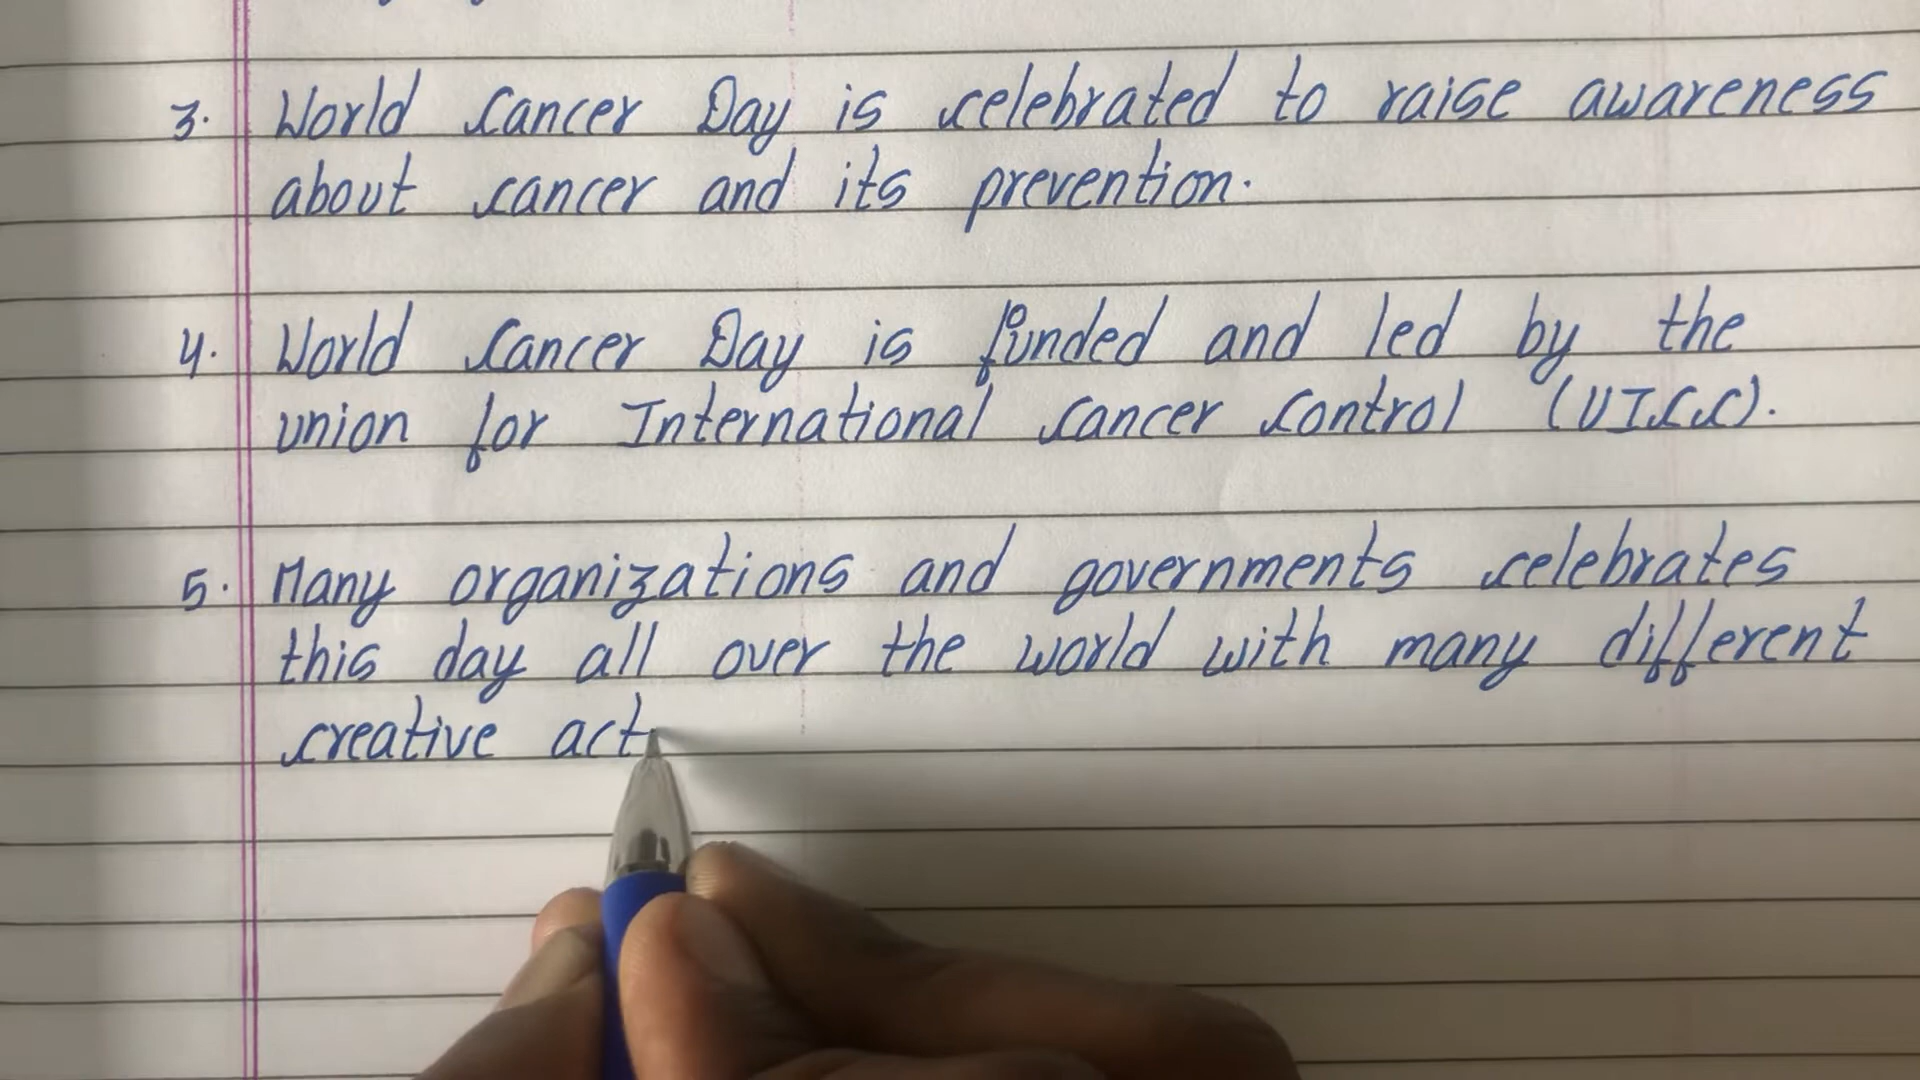 3. World Cancer Day is celebrated to raise awareness
about cancer and its prevention.
4. World Cancer Day is funded and led by the
union for International cancer control (UICC).
5. Many organizations and governments celebrates
this day all over the world with many different
creative act